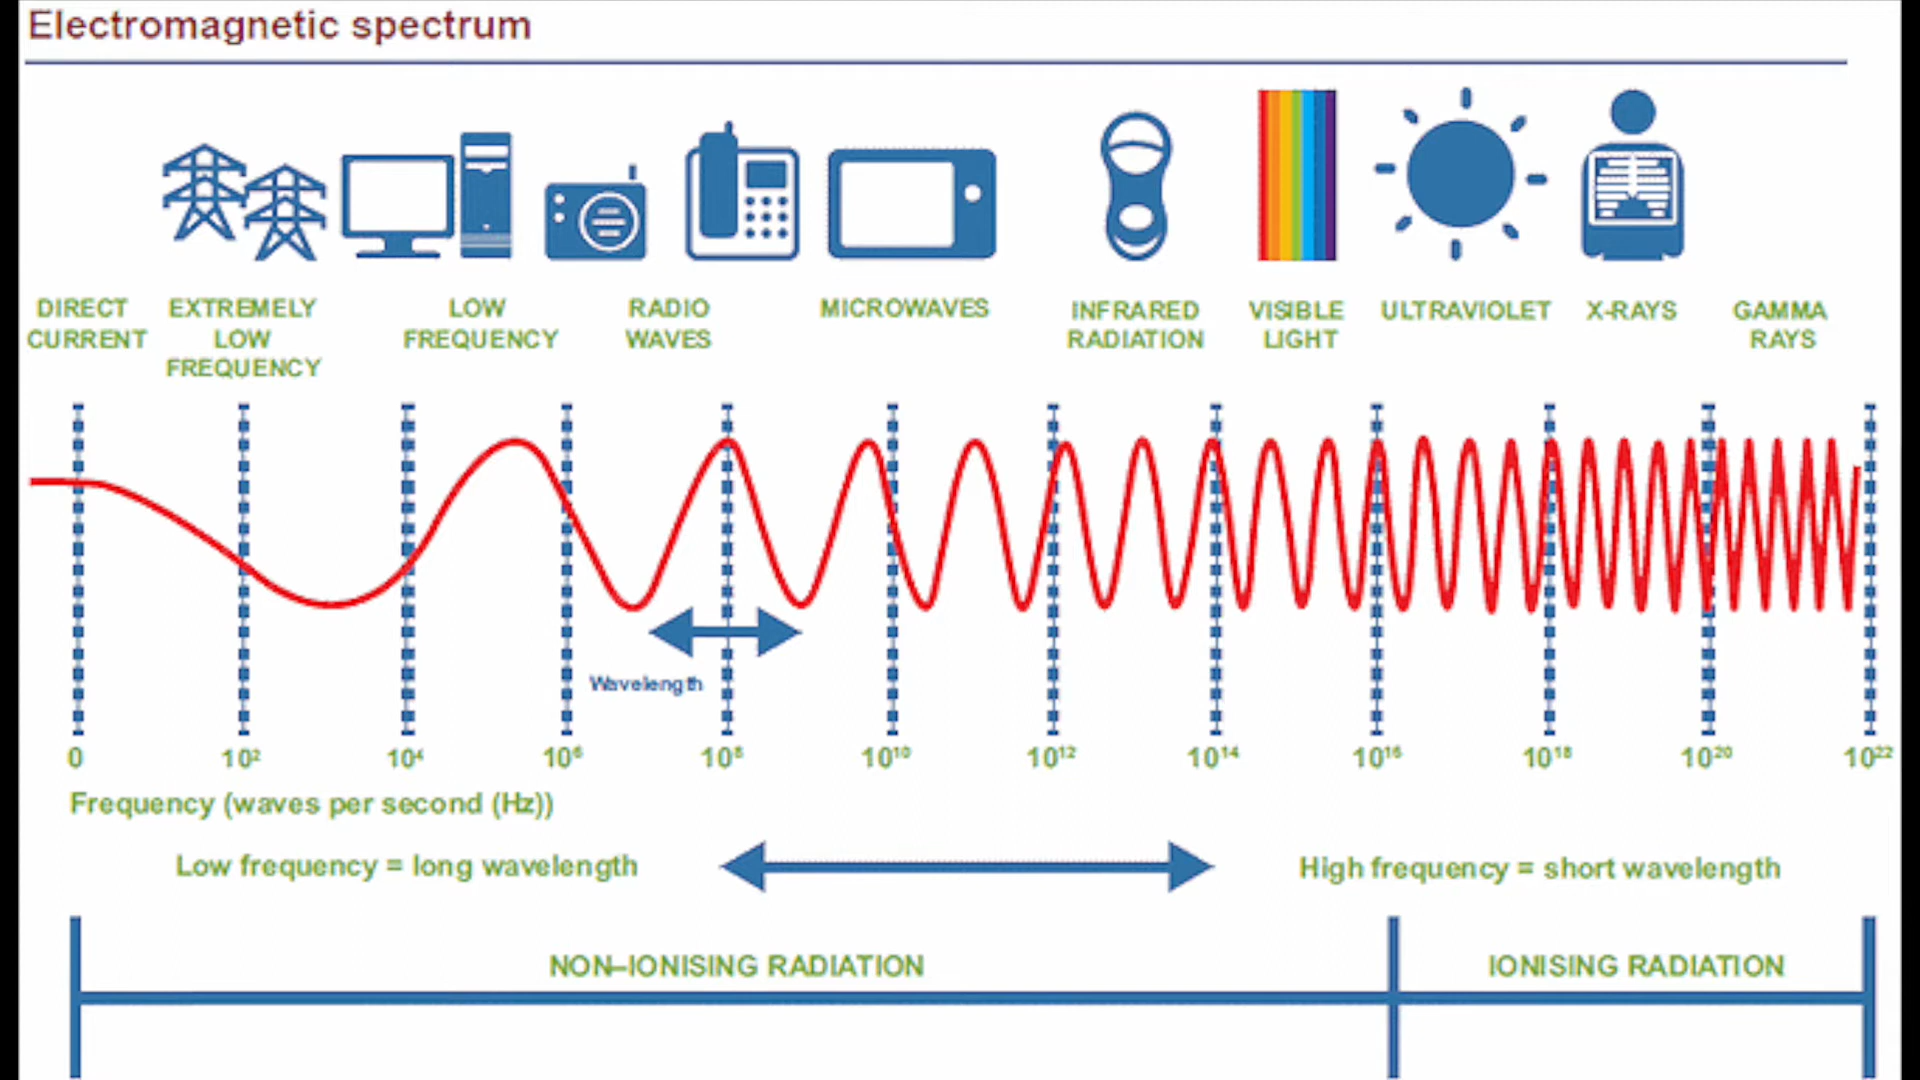 Electromagnetic spectrum
DIRECT
CURRENT
EXTREMELY
LOW
FREQUENCY
LOW
FREQUENCY
RADIO
WAVES
MICROWAVES
INFRARED
RADIATION
VISIBLE
LIGHT
ULTRAVIOLET
X-RAYS
GAMMA
RAYS
Wavelength
0 10² 10⁴ 10⁶ 10⁸ 10¹⁰ 10¹² 10¹⁴ 10¹⁶ 10¹⁸ 10²⁰ 10²²
Frequency (waves per second (Hz))
Low frequency = long wavelength
High frequency = short wavelength
NON–IONISING RADIATION
IONISING RADIATION